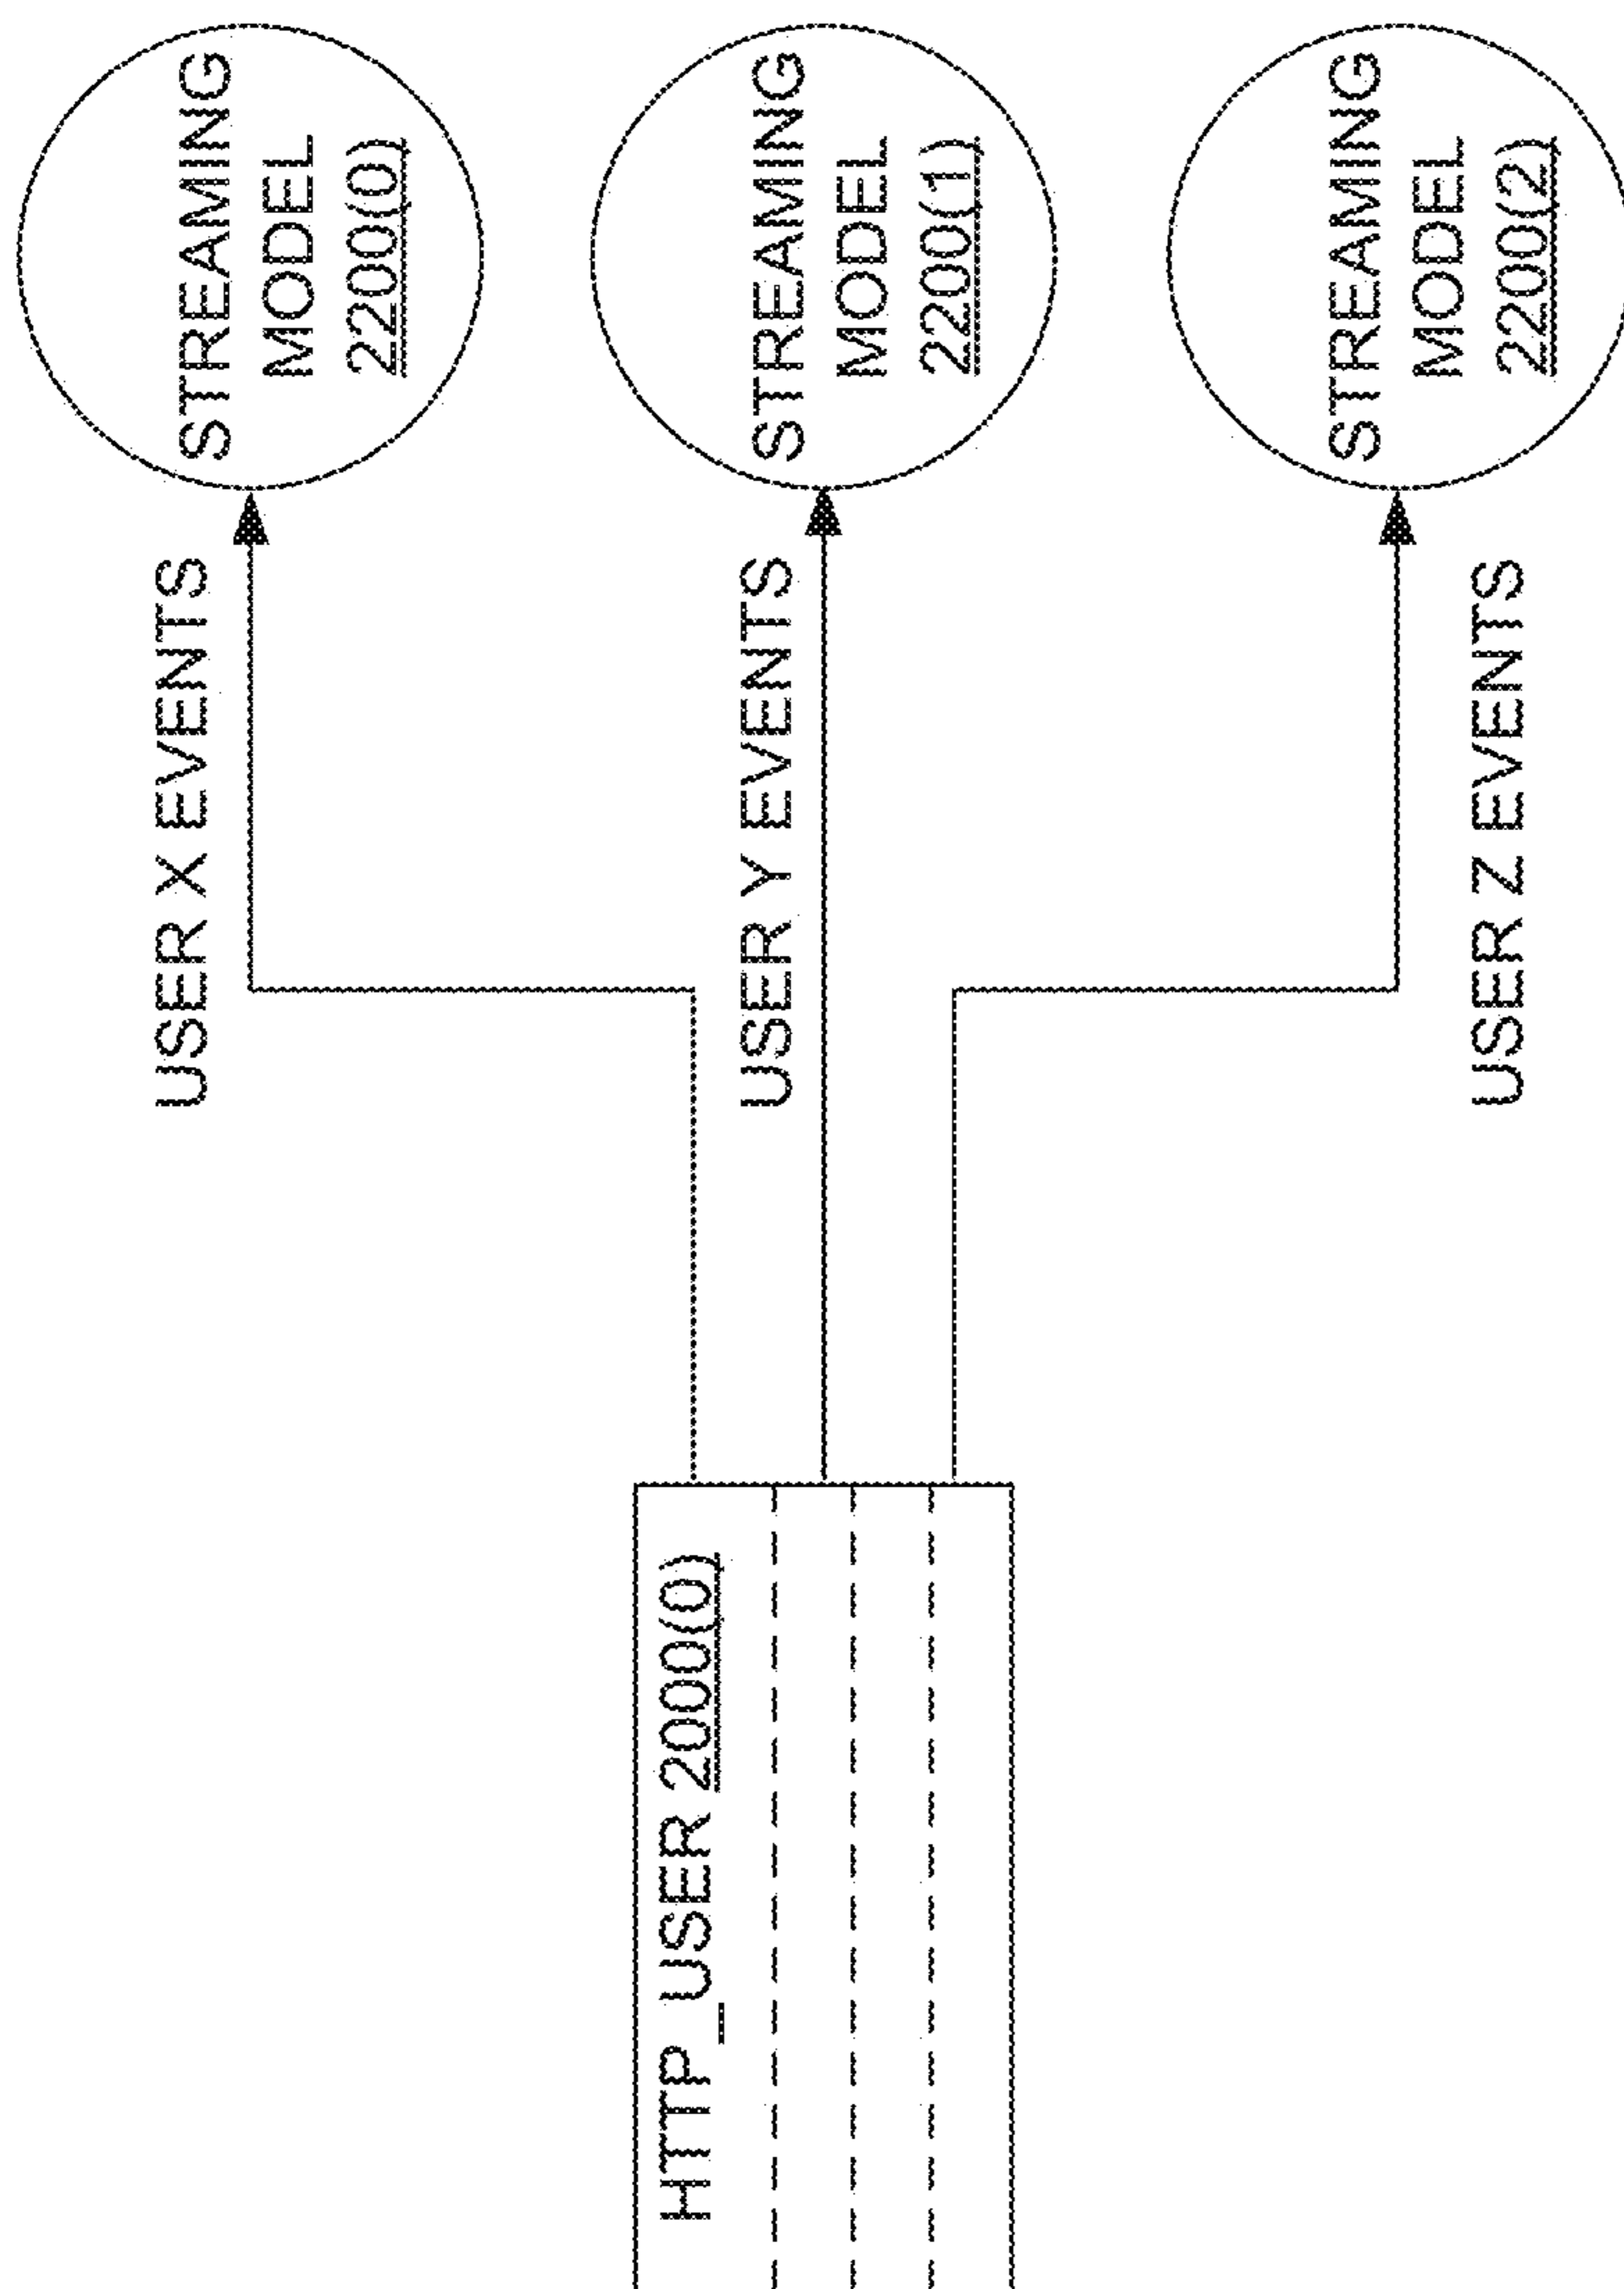 HTTP_USER 2000(0)
USER X EVENTS
STREAMING
MODEL
2200(0)
USER Y EVENTS
STREAMING
MODEL
2200(1)
USER Z EVENTS
STREAMING
MODEL
2200(2)